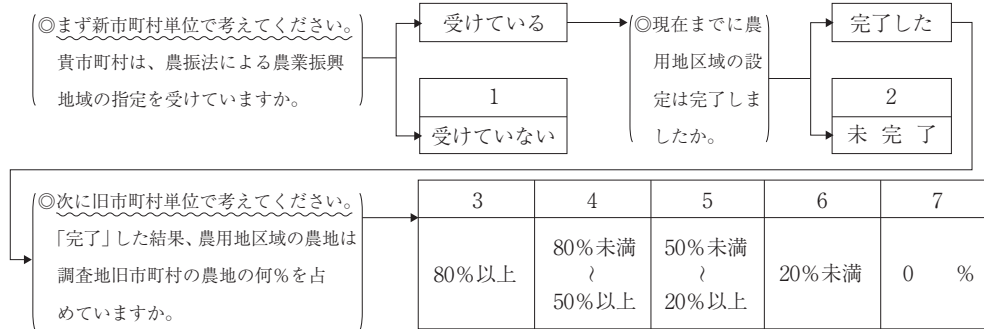 ◎まず新市町村単位で考えてください。
貴市町村は、農振法による農業振興
地域の指定を受けていますか。
受けている
1
受けていない
◎現在までに農
用地区域の設
定は完了しま
したか。
完了した
2
未 完 了
◎次に旧市町村単位で考えてください。
「完了」した結果、農用地区域の農地は
調査地旧市町村の農地の何%を占
めていますか。
3 4 5 6 7
80%以上
80%未満
〜
50%以上
50%未満
〜
20%以上
20%未満
0 %